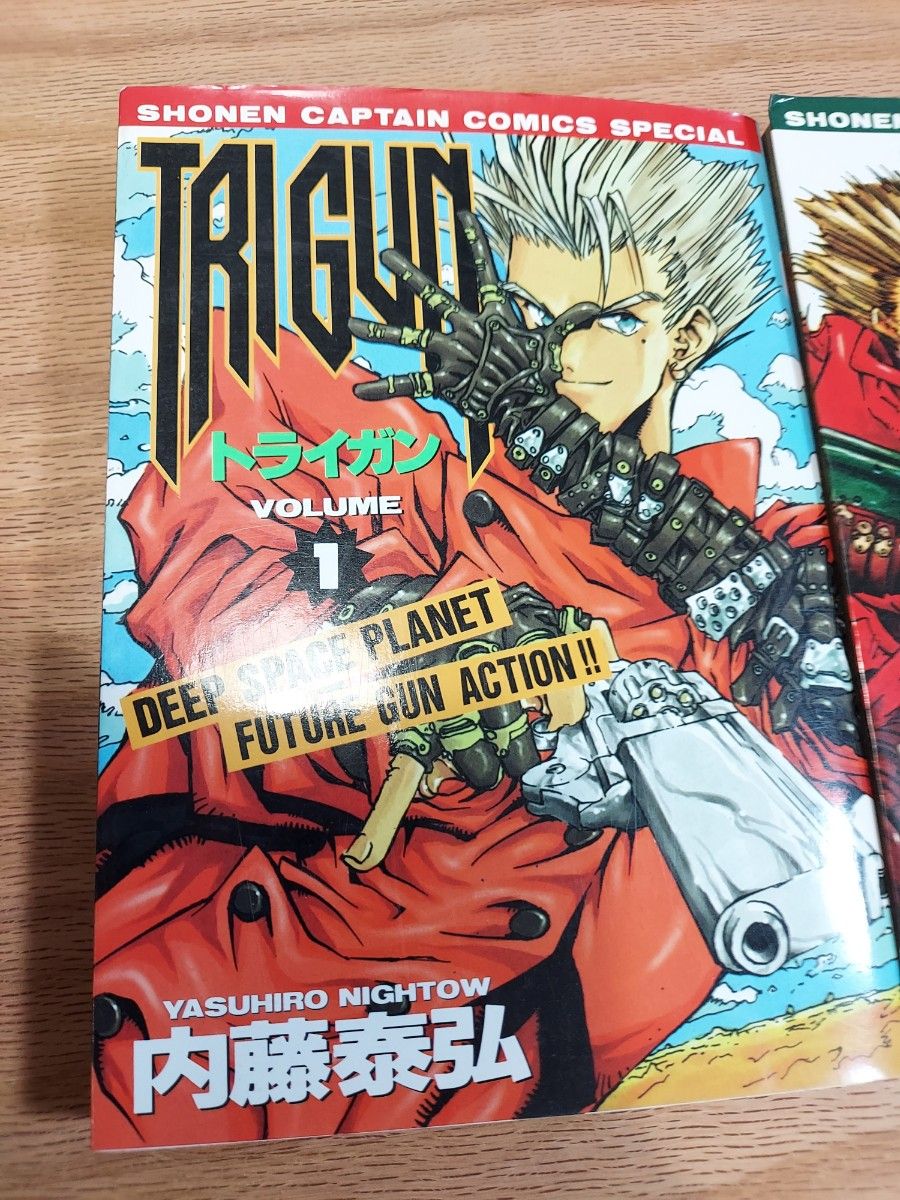 SHONEN CAPTAIN COMICS SPECIAL
TRIGUN
トライガン
VOLUME
1
DEEP SPACE PLANET
FUTURE GUN ACTION!!
YASUHIRO NIGHTOW
内藤泰弘
SHONEN